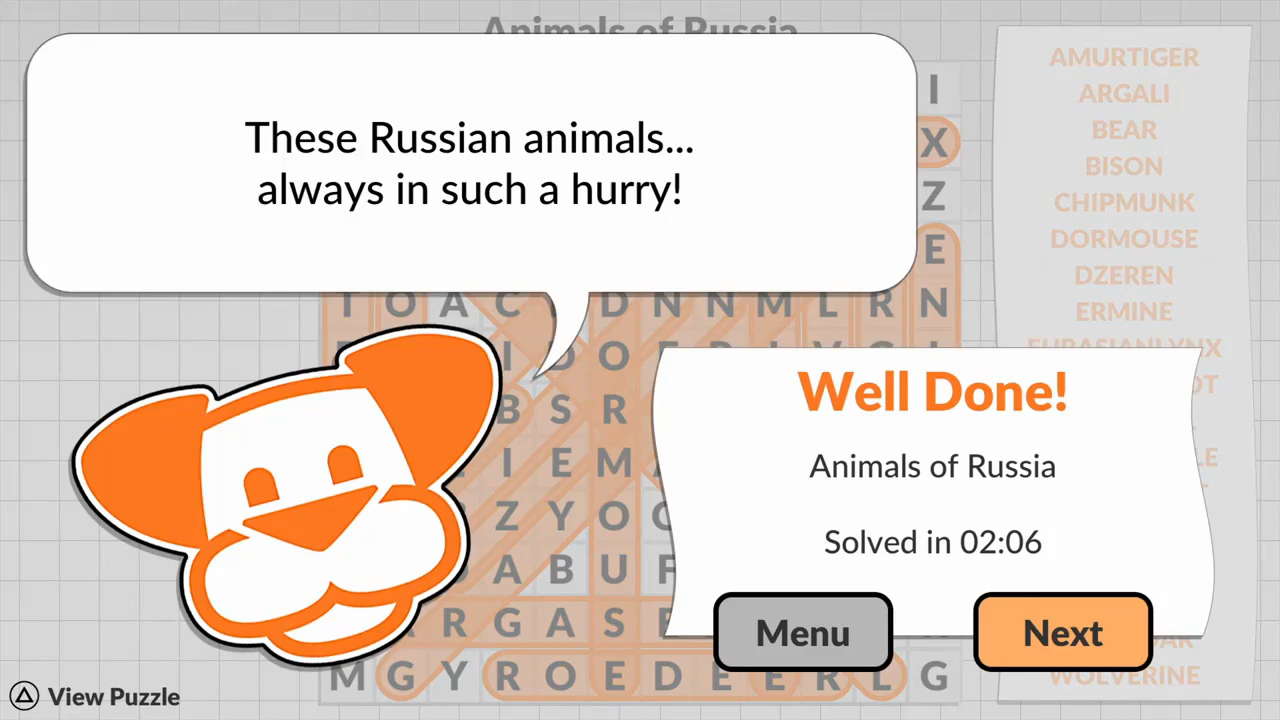 Animals of Russia
These Russian animals...
always in such a hurry!
I
X
Z
E
T O A C D N N M L R N
I D O
B S R
I E M
Z Y O
A B U F
R G A S
M G Y R O E D E E R L G
AMURTIGER
ARGALI
BEAR
BISON
CHIPMUNK
DORMOUSE
DZEREN
ERMINE
EURASIANLYNX
WOLVERINE
Well Done!
Animals of Russia
Solved in 02:06
Menu
Next
View Puzzle